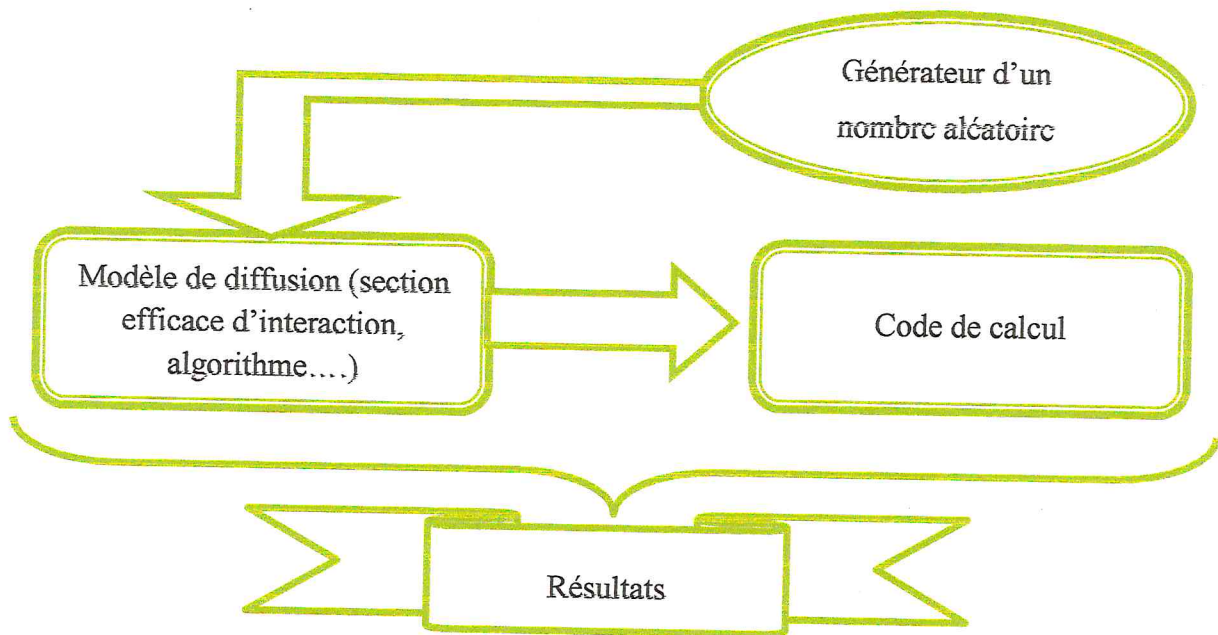 Générateur d'un
nombre aléatoire
Modèle de diffusion (section
efficace d'interaction,
algorithme….)
Code de calcul
Résultats